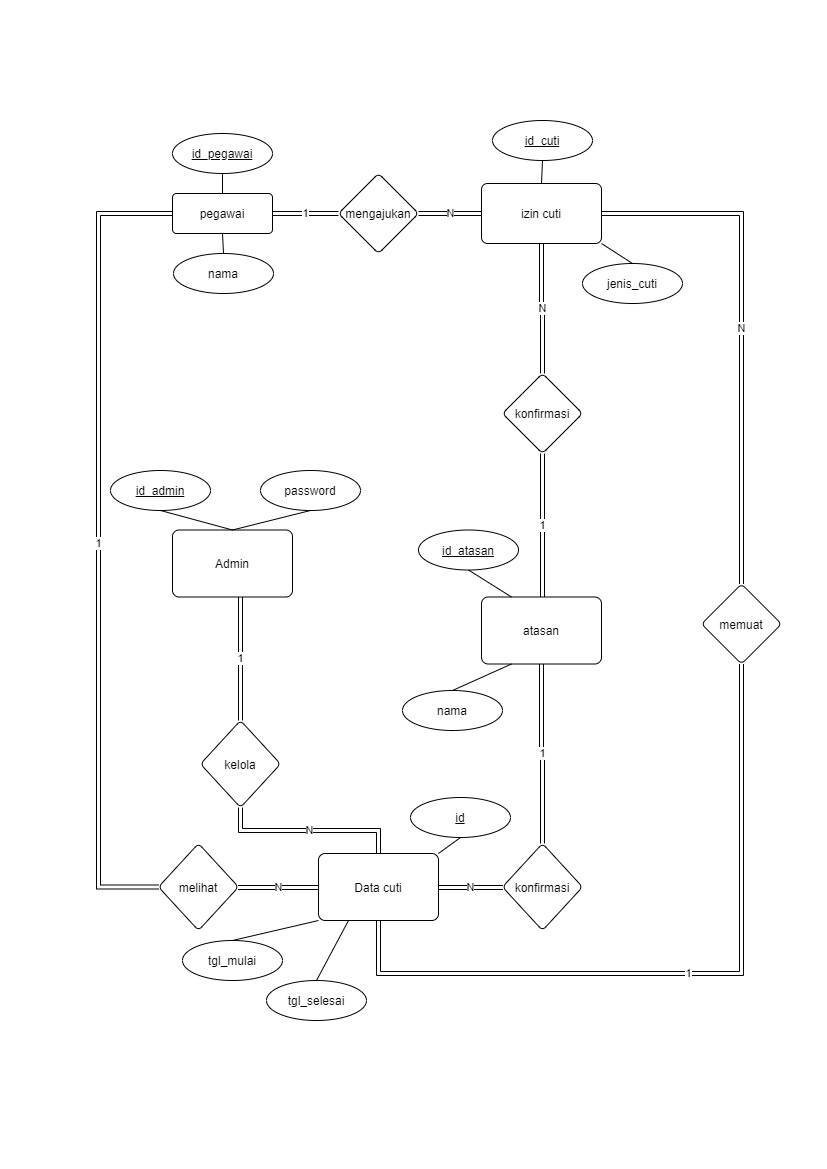 id_cuti
id_pegawai
pegawai
1
mengajukan
N
izin cuti
nama
jenis_cuti
N
N
konfirmasi
id_admin
password
1
1
id_atasan
Admin
atasan
memuat
1
nama
1
kelola
id
N
melihat
N
Data cuti
N
konfirmasi
tgl_mulai
1
tgl_selesai